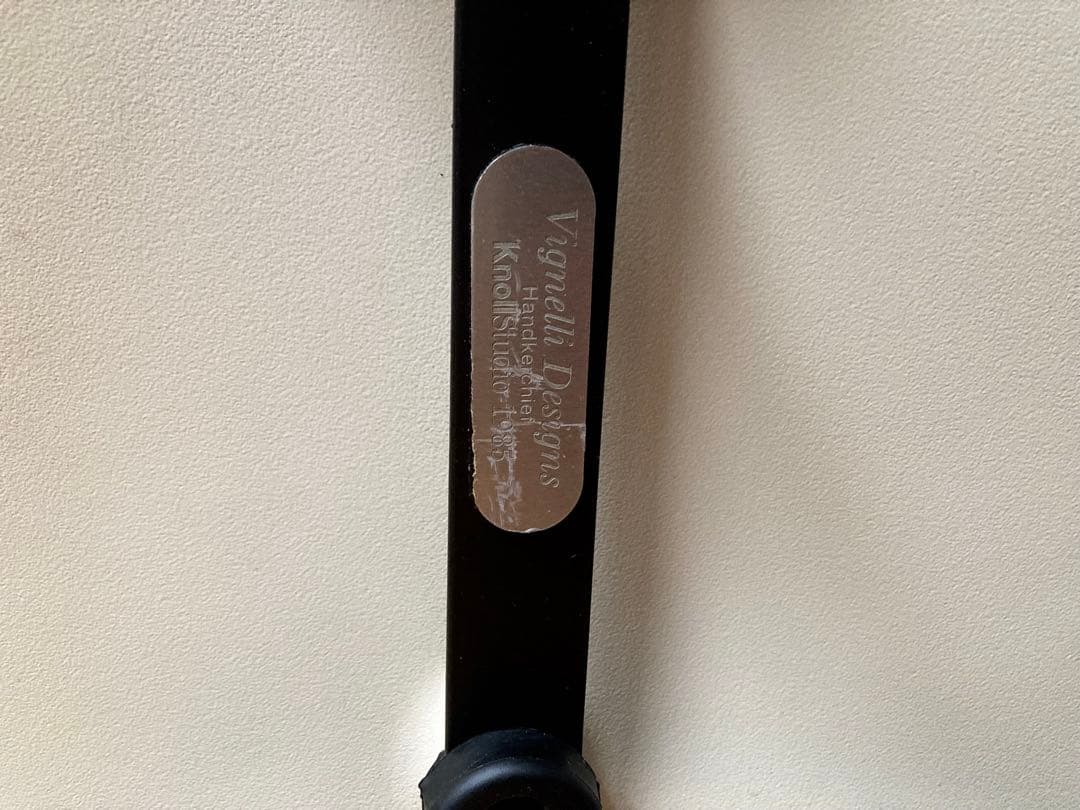 Vignelli Designs
Handkerchief
KnollStudio-1985